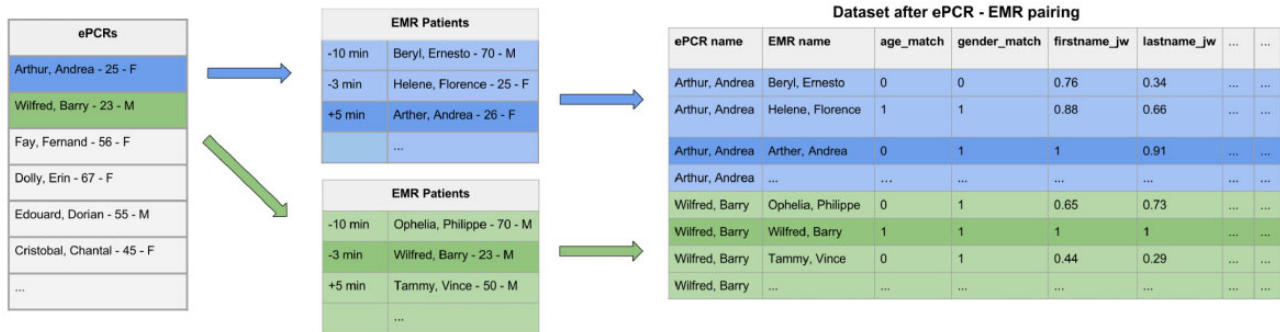 ePCRs
Arthur, Andrea - 25 - F
Wilfred, Barry - 23 - M
Fay, Fernand - 56 - F
Dolly, Erin - 67 - F
Edouard, Dorian - 55 - M
Cristobal, Chantal - 45 - F
...
EMR Patients
-10 min Beryl, Ernesto - 70 - M
-3 min Helene, Florence - 25 - F
+5 min Arther, Andrea - 26 - F
...
EMR Patients
-10 min Ophelia, Philippe - 70 - M
-3 min Wilfred, Barry - 23 - M
+5 min Tammy, Vince - 50 - M
...
Dataset after ePCR - EMR pairing
ePCR name EMR name age_match gender_match firstname_jw lastname_jw ... ...
Arthur, Andrea Beryl, Ernesto 0 0 0.76 0.34 ... ...
Arthur, Andrea Helene, Florence 1 1 0.88 0.66 ... ...
Arthur, Andrea Arther, Andrea 0 1 1 0.91 ... ...
Arthur, Andrea ... ... ... ... ... ... ...
Wilfred, Barry Ophelia, Philippe 0 1 0.65 0.73 ... ...
Wilfred, Barry Wilfred, Barry 1 1 1 1 ... ...
Wilfred, Barry Tammy, Vince 0 1 0.44 0.29 ... ...
Wilfred, Barry ... ... ... ... ... ... ...